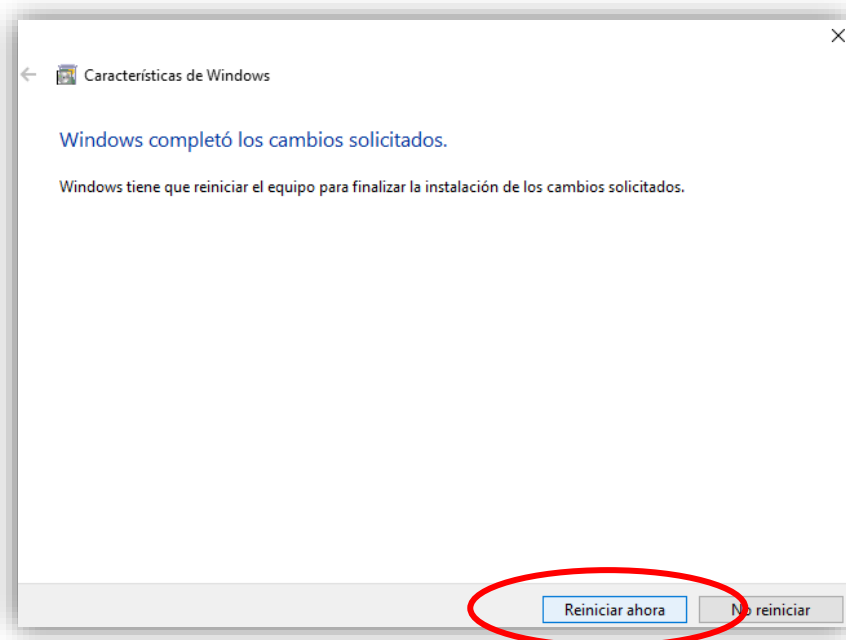 Características de Windows
Windows completó los cambios solicitados.
Windows tiene que reiniciar el equipo para finalizar la instalación de los cambios solicitados.
Reiniciar ahora
No reiniciar